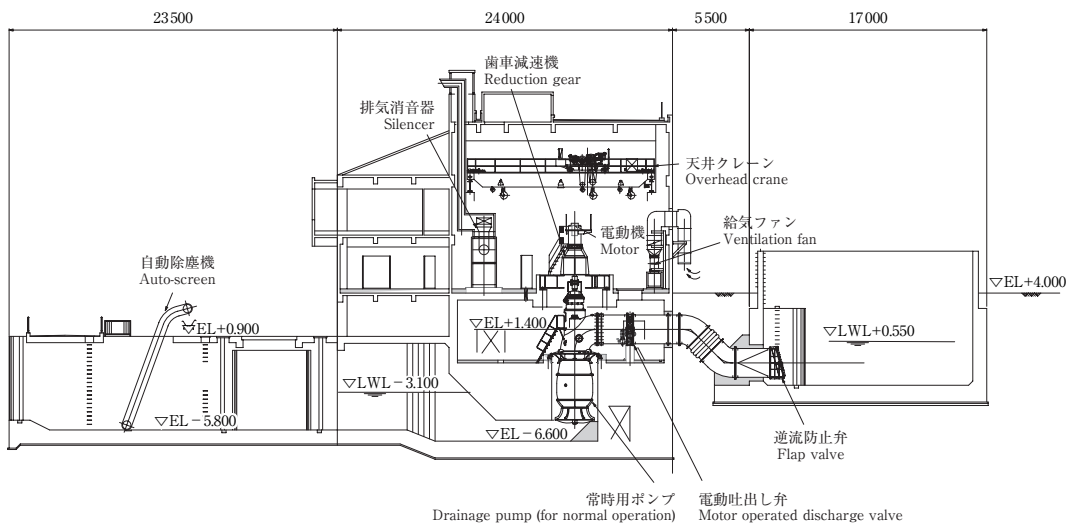 23500
24000
5500
17000
歯車減速機
Reduction gear
排気消音器
Silencer
天井クレーン
Overhead crane
給気ファン
Ventilation fan
電動機
Motor
自動除塵機
Auto-screen
▽EL+4.000
▽EL+0.900
▽EL+1.400
▽LWL+0.550
▽LWL−3.100
▽EL−5.800
▽EL−6.600
逆流防止弁
Flap valve
常時用ポンプ
Drainage pump (for normal operation)
電動吐出し弁
Motor operated discharge valve